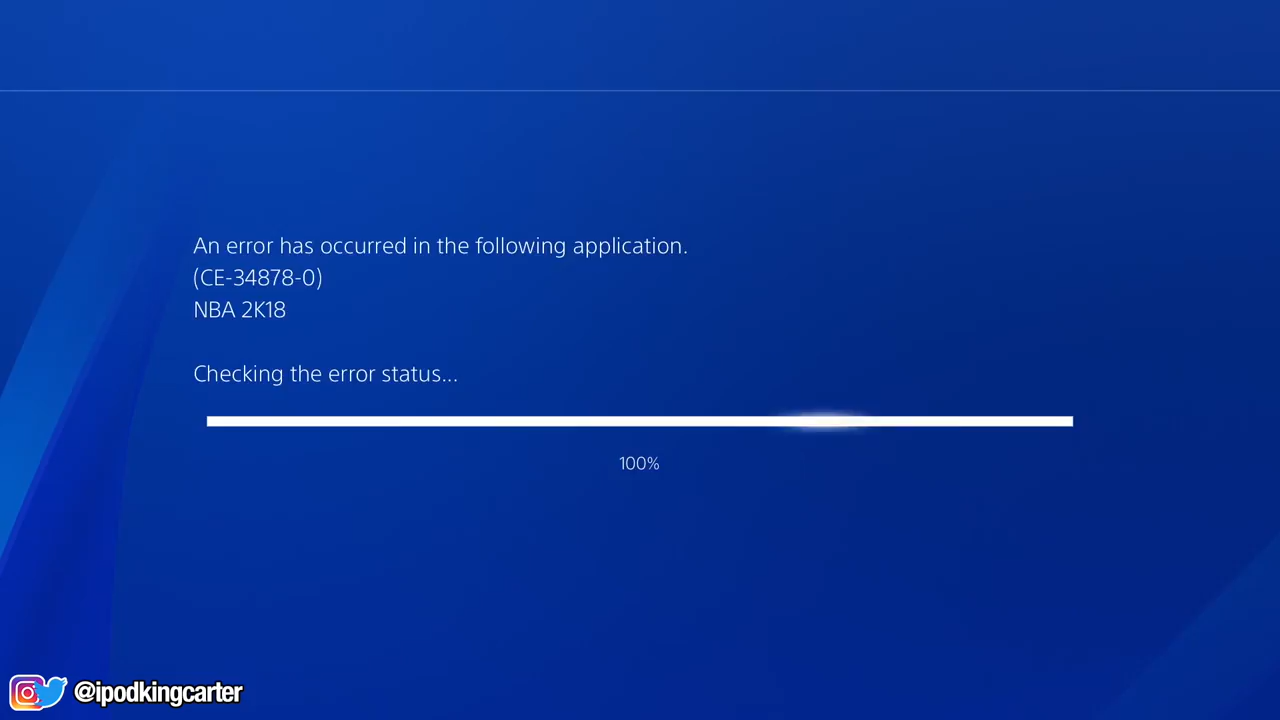 An error has occurred in the following application.
(CE-34878-0)
NBA 2K18
Checking the error status...
100%
@ipodkingcarter